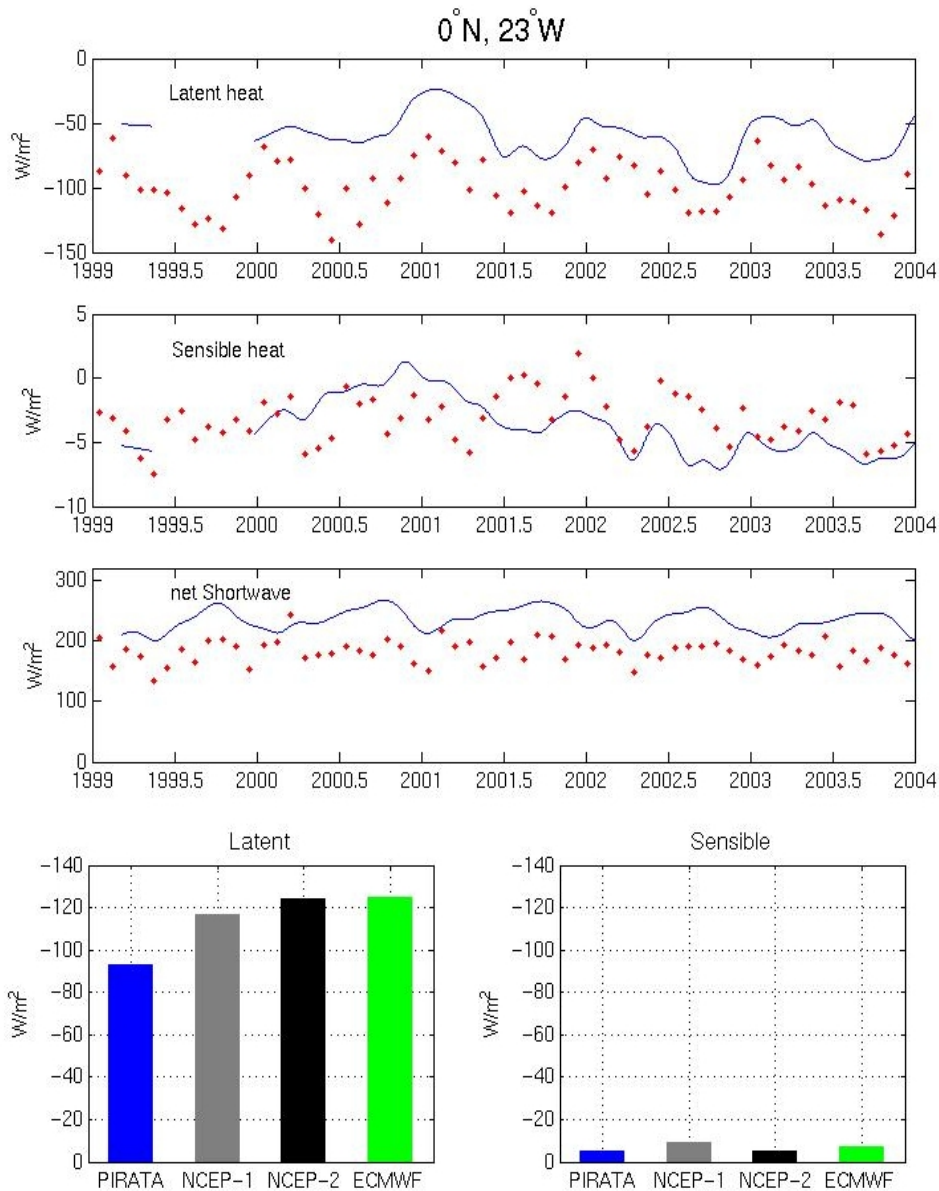 0°N, 23°W
0
-50
-100
-150
W/m²
Latent heat
1999 1999.5 2000 2000.5 2001 2001.5 2002 2002.5 2003 2003.5 2004
5
0
-5
-10
W/m²
Sensible heat
1999 1999.5 2000 2000.5 2001 2001.5 2002 2002.5 2003 2003.5 2004
300
200
100
0
W/m²
net Shortwave
1999 1999.5 2000 2000.5 2001 2001.5 2002 2002.5 2003 2003.5 2004
Latent
-140
-120
-100
-80
-60
-40
-20
0
W/m²
PIRATA NCEP-1 NCEP-2 ECMWF
Sensible
-140
-120
-100
-80
-60
-40
-20
0
W/m²
PIRATA NCEP-1 NCEP-2 ECMWF